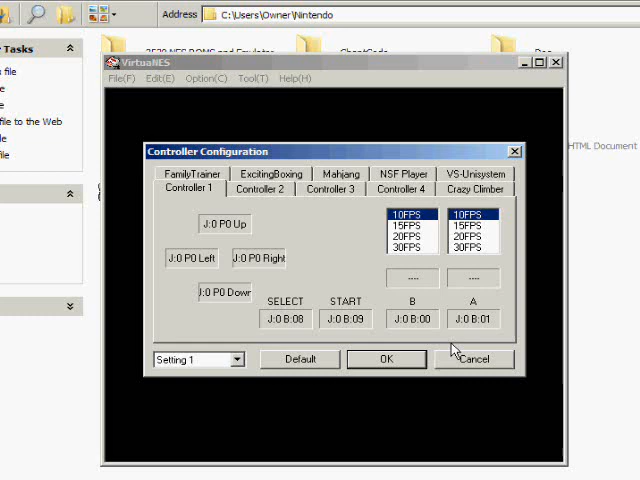 Address C:\Users\Owner\Nintendo
r Tasks
file
e
e
file to the Web
le
file
2520 NES ROMS and Emulator
HTML Document
VirtuaNES
File(F) Edit(E) Option(C) Tool(T) Help(H)
Controller Configuration
FamilyTrainer ExcitingBoxing Mahjang NSF Player VS-Unisystem
Controller 1 Controller 2 Controller 3 Controller 4 Crazy Climber
10FPS 10FPS
15FPS 15FPS
20FPS 20FPS
30FPS 30FPS
J:0 P0 Up
J:0 P0 Left J:0 P0 Right
J:0 P0 Down
---- ----
SELECT START B A
J:0 B:08 J:0 B:09 J:0 B:00 J:0 B:01
Setting 1 Default OK Cancel